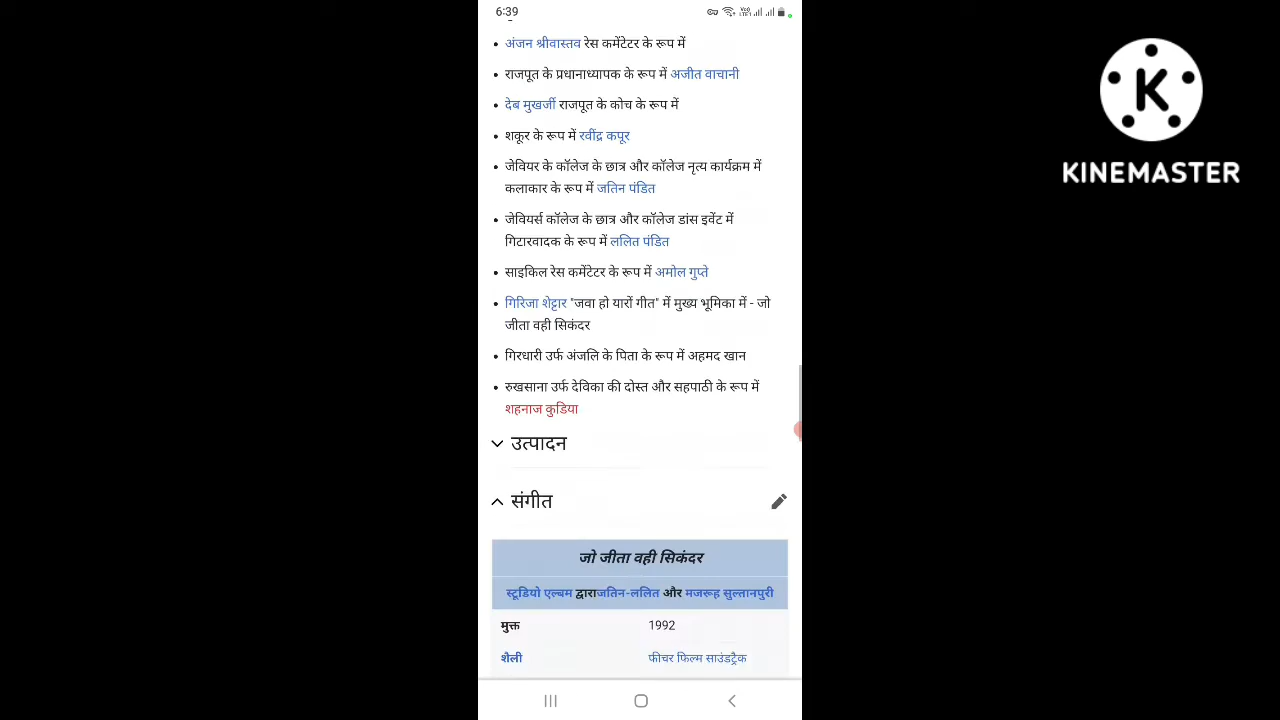 6:39
अंजन श्रीवास्तव रेस कमेंटेटर के रूप में
राजपूत के प्रधानाध्यापक के रूप में अजीत वाचानी
देब मुखर्जी राजपूत के कोच के रूप में
शकूर के रूप में रवींद्र कपूर
जेवियर के कॉलेज के छात्र और कॉलेज नृत्य कार्यक्रम में
कलाकार के रूप में जतिन पंडित
जेवियर्स कॉलेज के छात्र और कॉलेज डांस इवेंट में
गिटारवादक के रूप में ललित पंडित
साइकिल रेस कमेंटेटर के रूप में अमोल गुप्ते
गिरिजा शेट्टार "जवा हो यारों गीत" में मुख्य भूमिका में - जो
जीता वही सिकंदर
गिरधारी उर्फ अंजलि के पिता के रूप में अहमद खान
रुखसाना उर्फ देविका की दोस्त और सहपाठी के रूप में
शहनाज कुडिया
उत्पादन
संगीत
जो जीता वही सिकंदर
स्टूडियो एल्बम द्वाराजतिन-ललित और मजरूह सुल्तानपुरी
मुक्त 1992
शैली फीचर फिल्म साउंडट्रैक
K
KINEMASTER